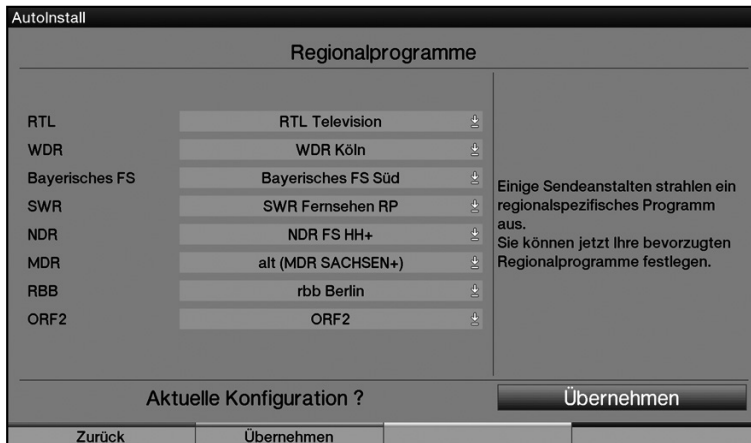 AutoInstall
Regionalprogramme
RTL RTL Television
WDR WDR Köln
Bayerisches FS Bayerisches FS Süd
SWR SWR Fernsehen RP
NDR NDR FS HH+
MDR alt (MDR SACHSEN+)
RBB rbb Berlin
ORF2 ORF2
Einige Sendeanstalten strahlen ein
regionalspezifisches Programm
aus.
Sie können jetzt Ihre bevorzugten
Regionalprogramme festlegen.
Aktuelle Konfiguration ? Übernehmen
Zurück Übernehmen